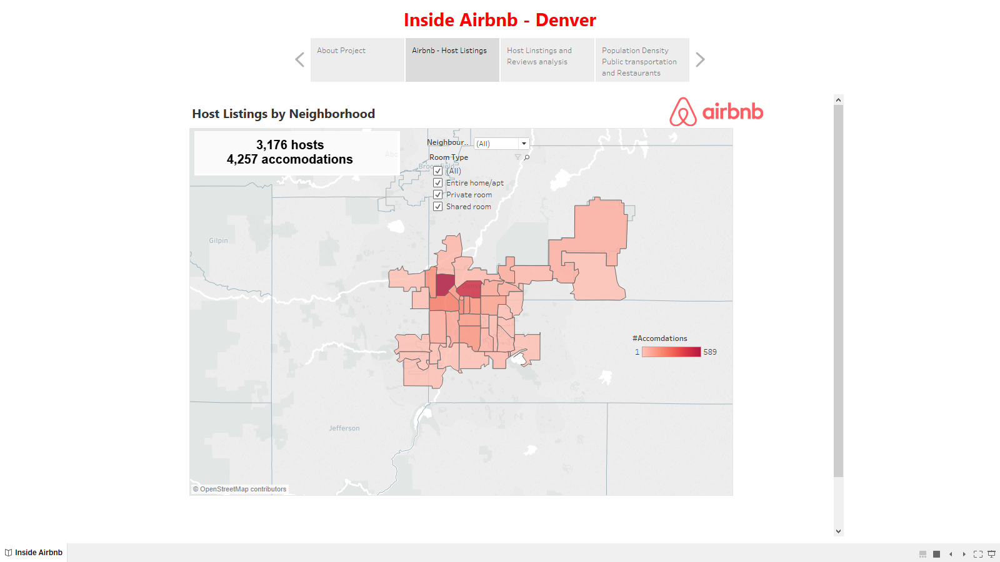 Inside Airbnb - Denver
About Project
Airbnb - Host Listings
Host Linstings and
Reviews analysis
Population Density
Public transportation
and Restaurants
Host Listings by Neighborhood
airbnb
3,176 hosts
4,257 accomodations
Neighbour..
(All)
Room Type
Broomfield
(All)
Entire home/apt
Private room
Shared room
Gilpin
#Accomdations
1
589
Jefferson
© OpenStreetMap contributors
Inside Airbnb